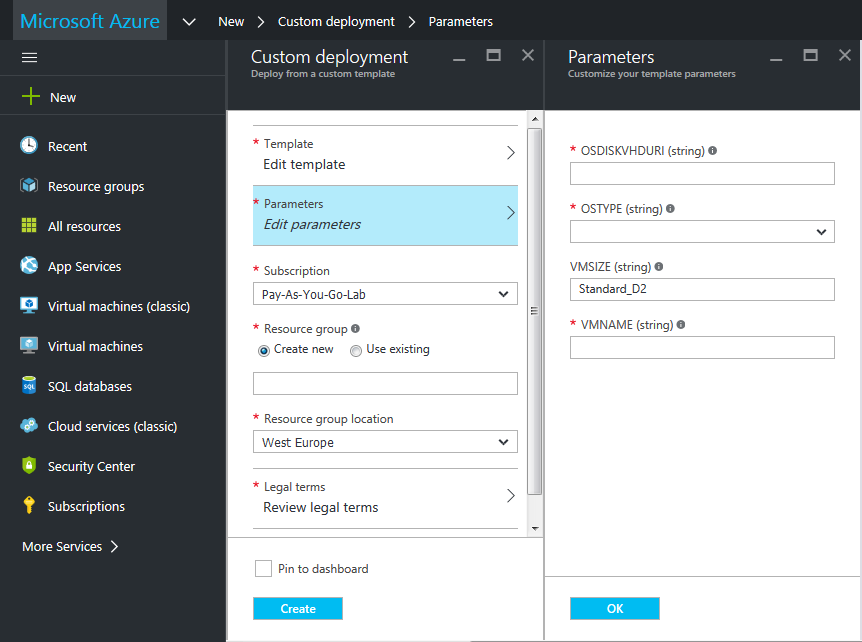 Microsoft Azure
New > Custom deployment > Parameters
New
Recent
Resource groups
All resources
App Services
Virtual machines (classic)
Virtual machines
SQL databases
Cloud services (classic)
Security Center
Subscriptions
More Services >
Custom deployment
Deploy from a custom template
* Template
Edit template
* Parameters
Edit parameters
* Subscription
Pay-As-You-Go-Lab
* Resource group
Create new Use existing
* Resource group location
West Europe
* Legal terms
Review legal terms
Pin to dashboard
Create
Parameters
Customize your template parameters
* OSDISKVHDURI (string)
* OSTYPE (string)
VMSIZE (string)
Standard_D2
* VMNAME (string)
OK